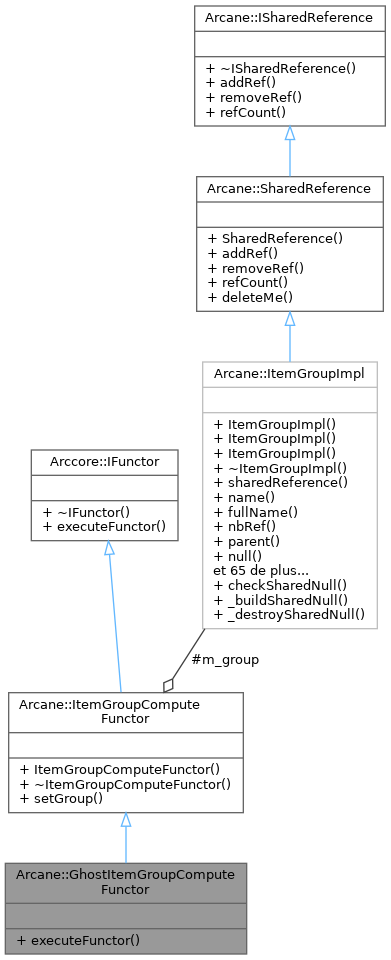 Arcane::ISharedReference
+ ~ISharedReference()
+ addRef()
+ removeRef()
+ refCount()
Arcane::SharedReference
+ SharedReference()
+ addRef()
+ removeRef()
+ refCount()
+ deleteMe()
Arcane::ItemGroupImpl
+ ItemGroupImpl()
+ ItemGroupImpl()
+ ItemGroupImpl()
+ ~ItemGroupImpl()
+ sharedReference()
+ name()
+ fullName()
+ nbRef()
+ parent()
+ null()
et 65 de plus...
+ checkSharedNull()
+ _buildSharedNull()
+ _destroySharedNull()
Arccore::IFunctor
+ ~IFunctor()
+ executeFunctor()
#m_group
Arcane::ItemGroupCompute
Functor
+ ItemGroupComputeFunctor()
+ ~ItemGroupComputeFunctor()
+ setGroup()
Arcane::GhostItemGroupCompute
Functor
+ executeFunctor()